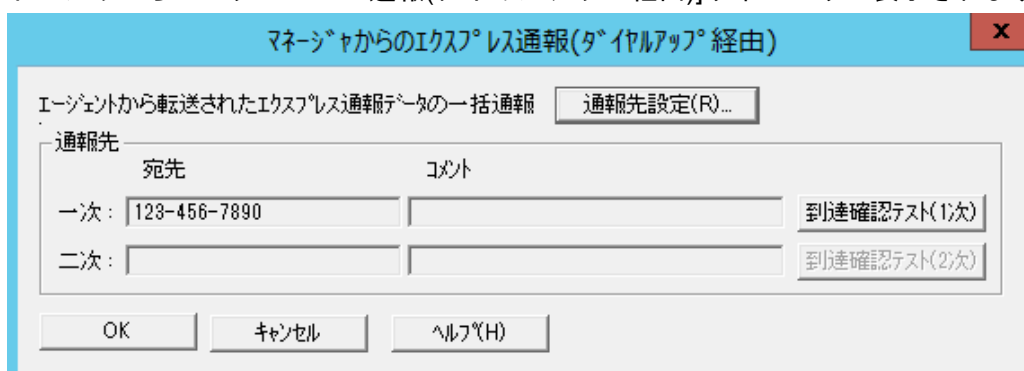 マネージャからのエクスプレス通報(ダイヤルアップ経由)
x
エージェントから転送されたエクスプレス通報データの一括通報 通報先設定(R)...
通報先
宛先 コメント
一次: 123-456-7890 到達確認テスト(1次)
二次: 到達確認テスト(2次)
OK キャンセル ヘルプ(H)